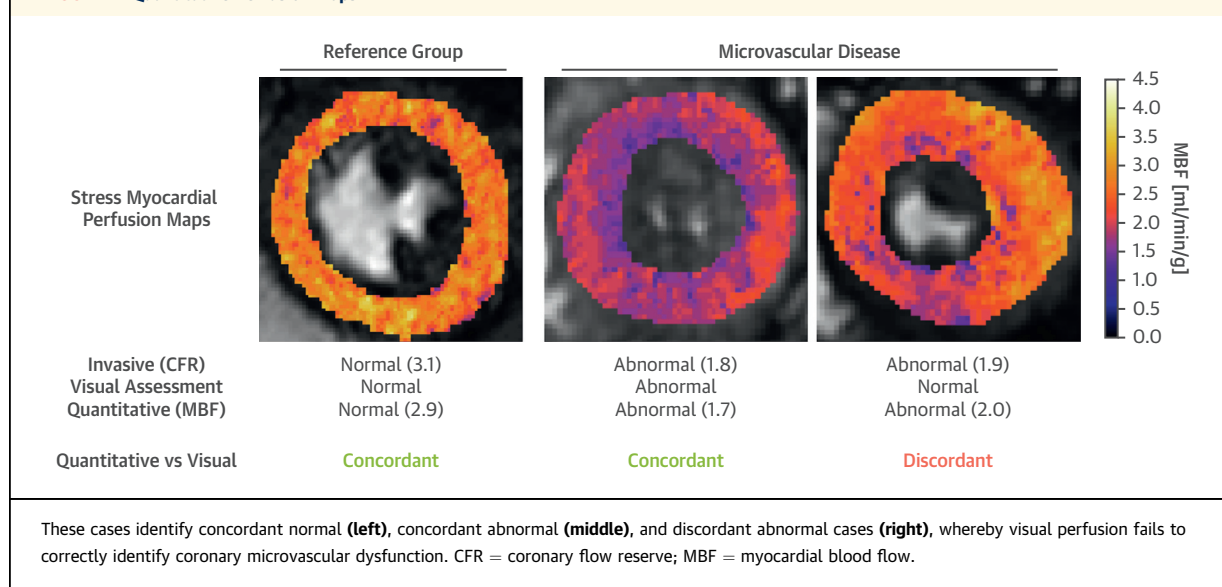 Reference Group
Microvascular Disease
Stress Myocardial
Perfusion Maps
4.5
4.0
3.5
3.0
2.5
2.0
1.5
1.0
0.5
0.0
MBF [ml/min/g]
Invasive (CFR) Normal (3.1) Abnormal (1.8) Abnormal (1.9)
Visual Assessment Normal Abnormal Normal
Quantitative (MBF) Normal (2.9) Abnormal (1.7) Abnormal (2.0)
Quantitative vs Visual Concordant Concordant Discordant
These cases identify concordant normal (left), concordant abnormal (middle), and discordant abnormal cases (right), whereby visual perfusion fails to
correctly identify coronary microvascular dysfunction. CFR = coronary flow reserve; MBF = myocardial blood flow.